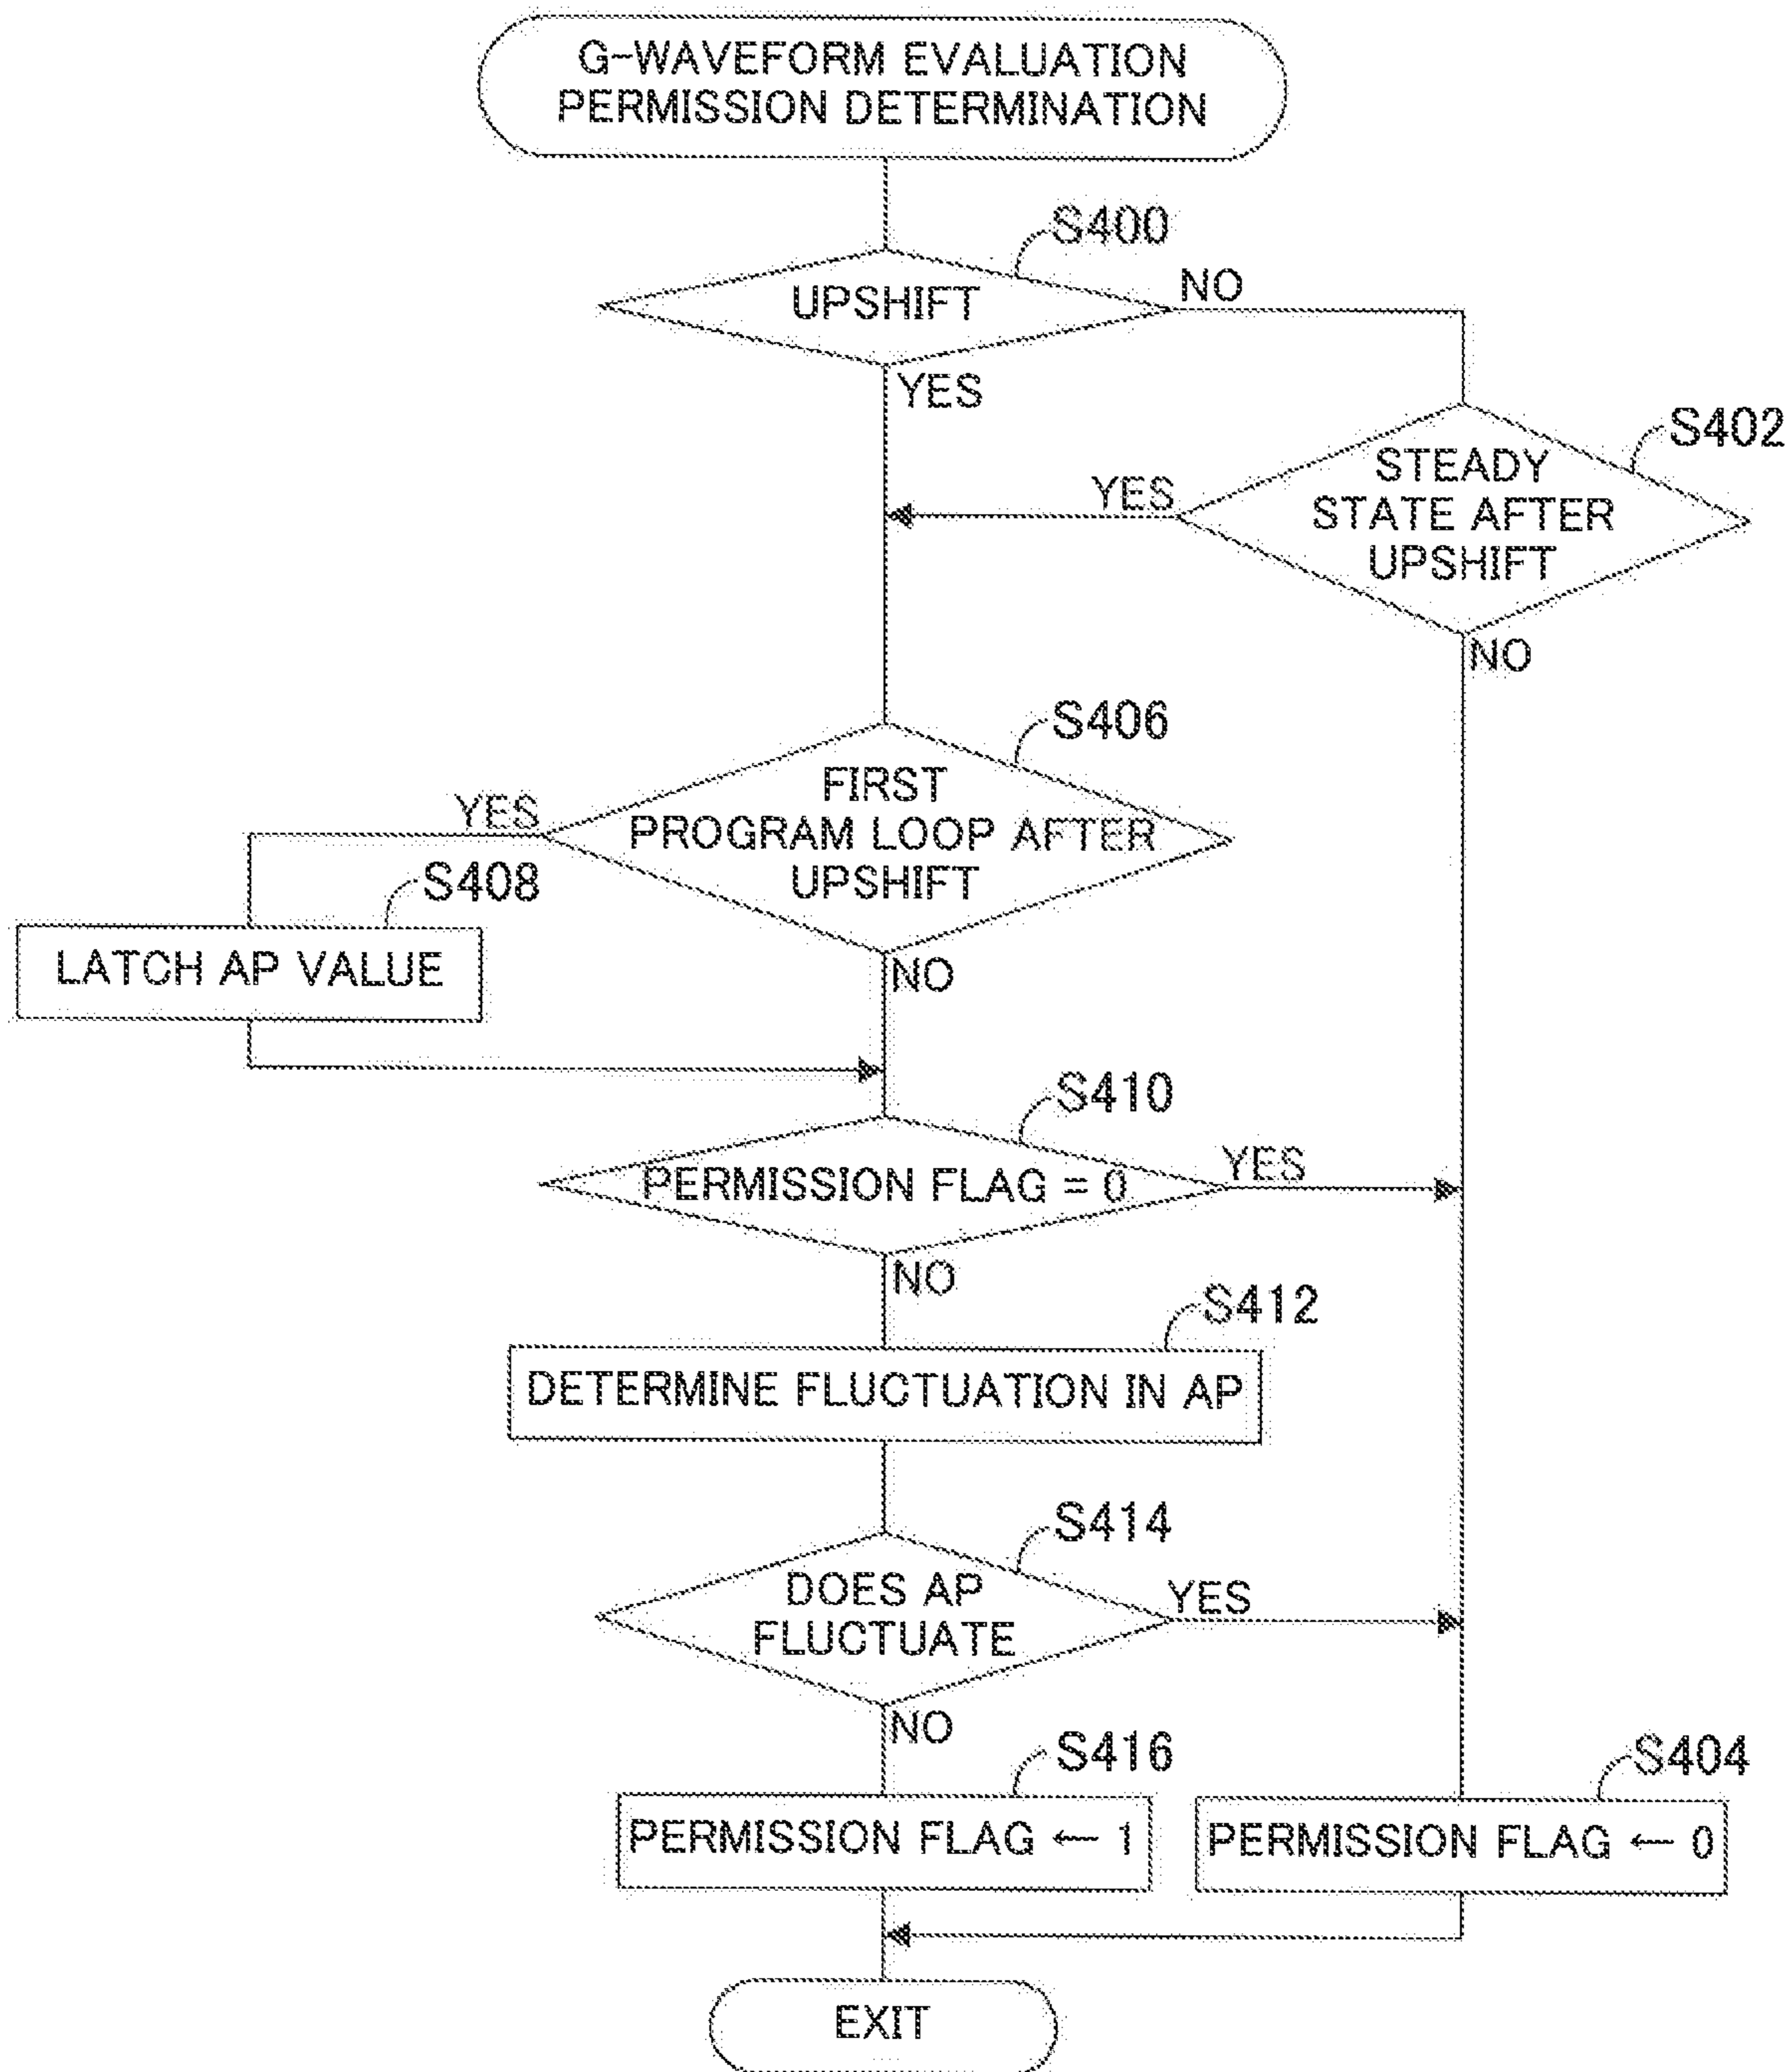 G-WAVEFORM EVALUATION
PERMISSION DETERMINATION
S400
UPSHIFT
NO
YES
S402
STEADY
STATE AFTER
UPSHIFT
YES
NO
S406
FIRST
PROGRAM LOOP AFTER
UPSHIFT
YES
S408
LATCH AP VALUE
NO
S410
PERMISSION FLAG = 0
YES
NO
S412
DETERMINE FLUCTUATION IN AP
S414
DOES AP
FLUCTUATE
YES
NO
S416
PERMISSION FLAG ← 1
S404
PERMISSION FLAG ← 0
EXIT